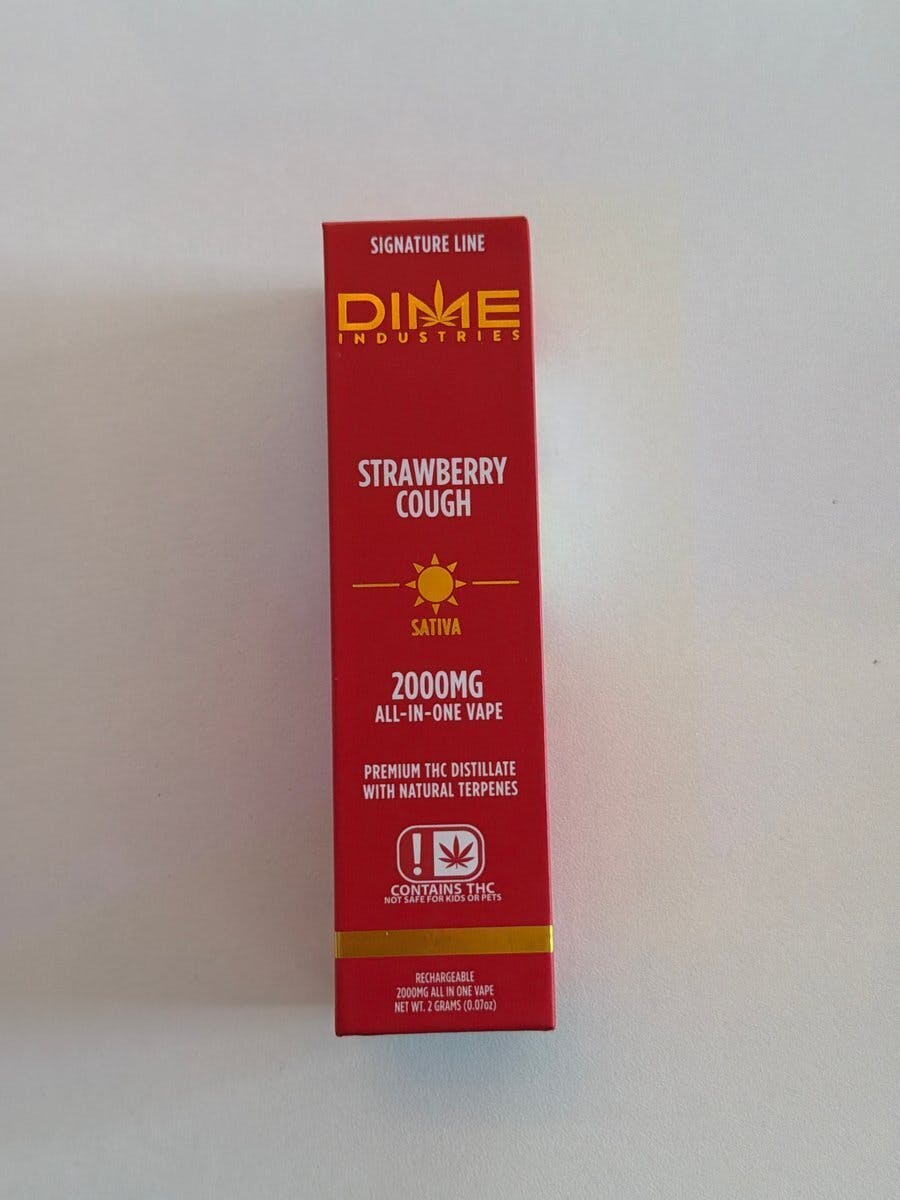 SIGNATURE LINE
DIME
INDUSTRIES
STRAWBERRY
COUGH
SATIVA
2000MG
ALL-IN-ONE VAPE
PREMIUM THC DISTILLATE
WITH NATURAL TERPENES
!
CONTAINS THC
NOT SAFE FOR KIDS OR PETS
RECHARGEABLE
2000MG ALL IN ONE VAPE
NET WT. 2 GRAMS (0.07oz)